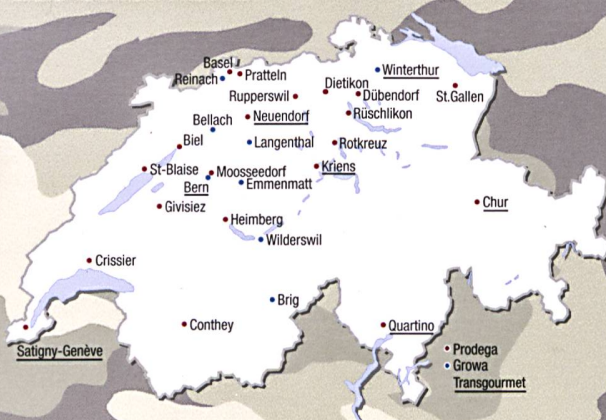 Basel
Reinach
Pratteln
Winterthur
Dietikon
Rupperswil
Dübendorf
St.Gallen
Neuendorf
Rüschlikon
Bellach
Biel
Langenthal
Rotkreuz
St-Blaise
Moosseedorf
Kriens
Bern
Emmenmatt
Givisiez
Chur
Heimberg
Wilderswil
Crissier
Brig
Conthey
Quartino
Satigny-Genève
Prodega
Growa
Transgourmet